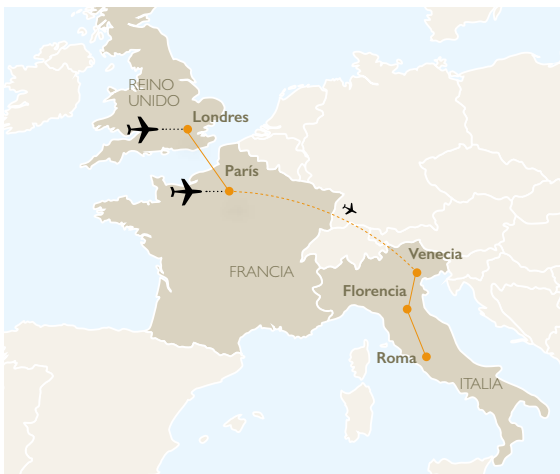 REINO
UNIDO
Londres
París
FRANCIA
Venecia
Florencia
Roma
ITALIA